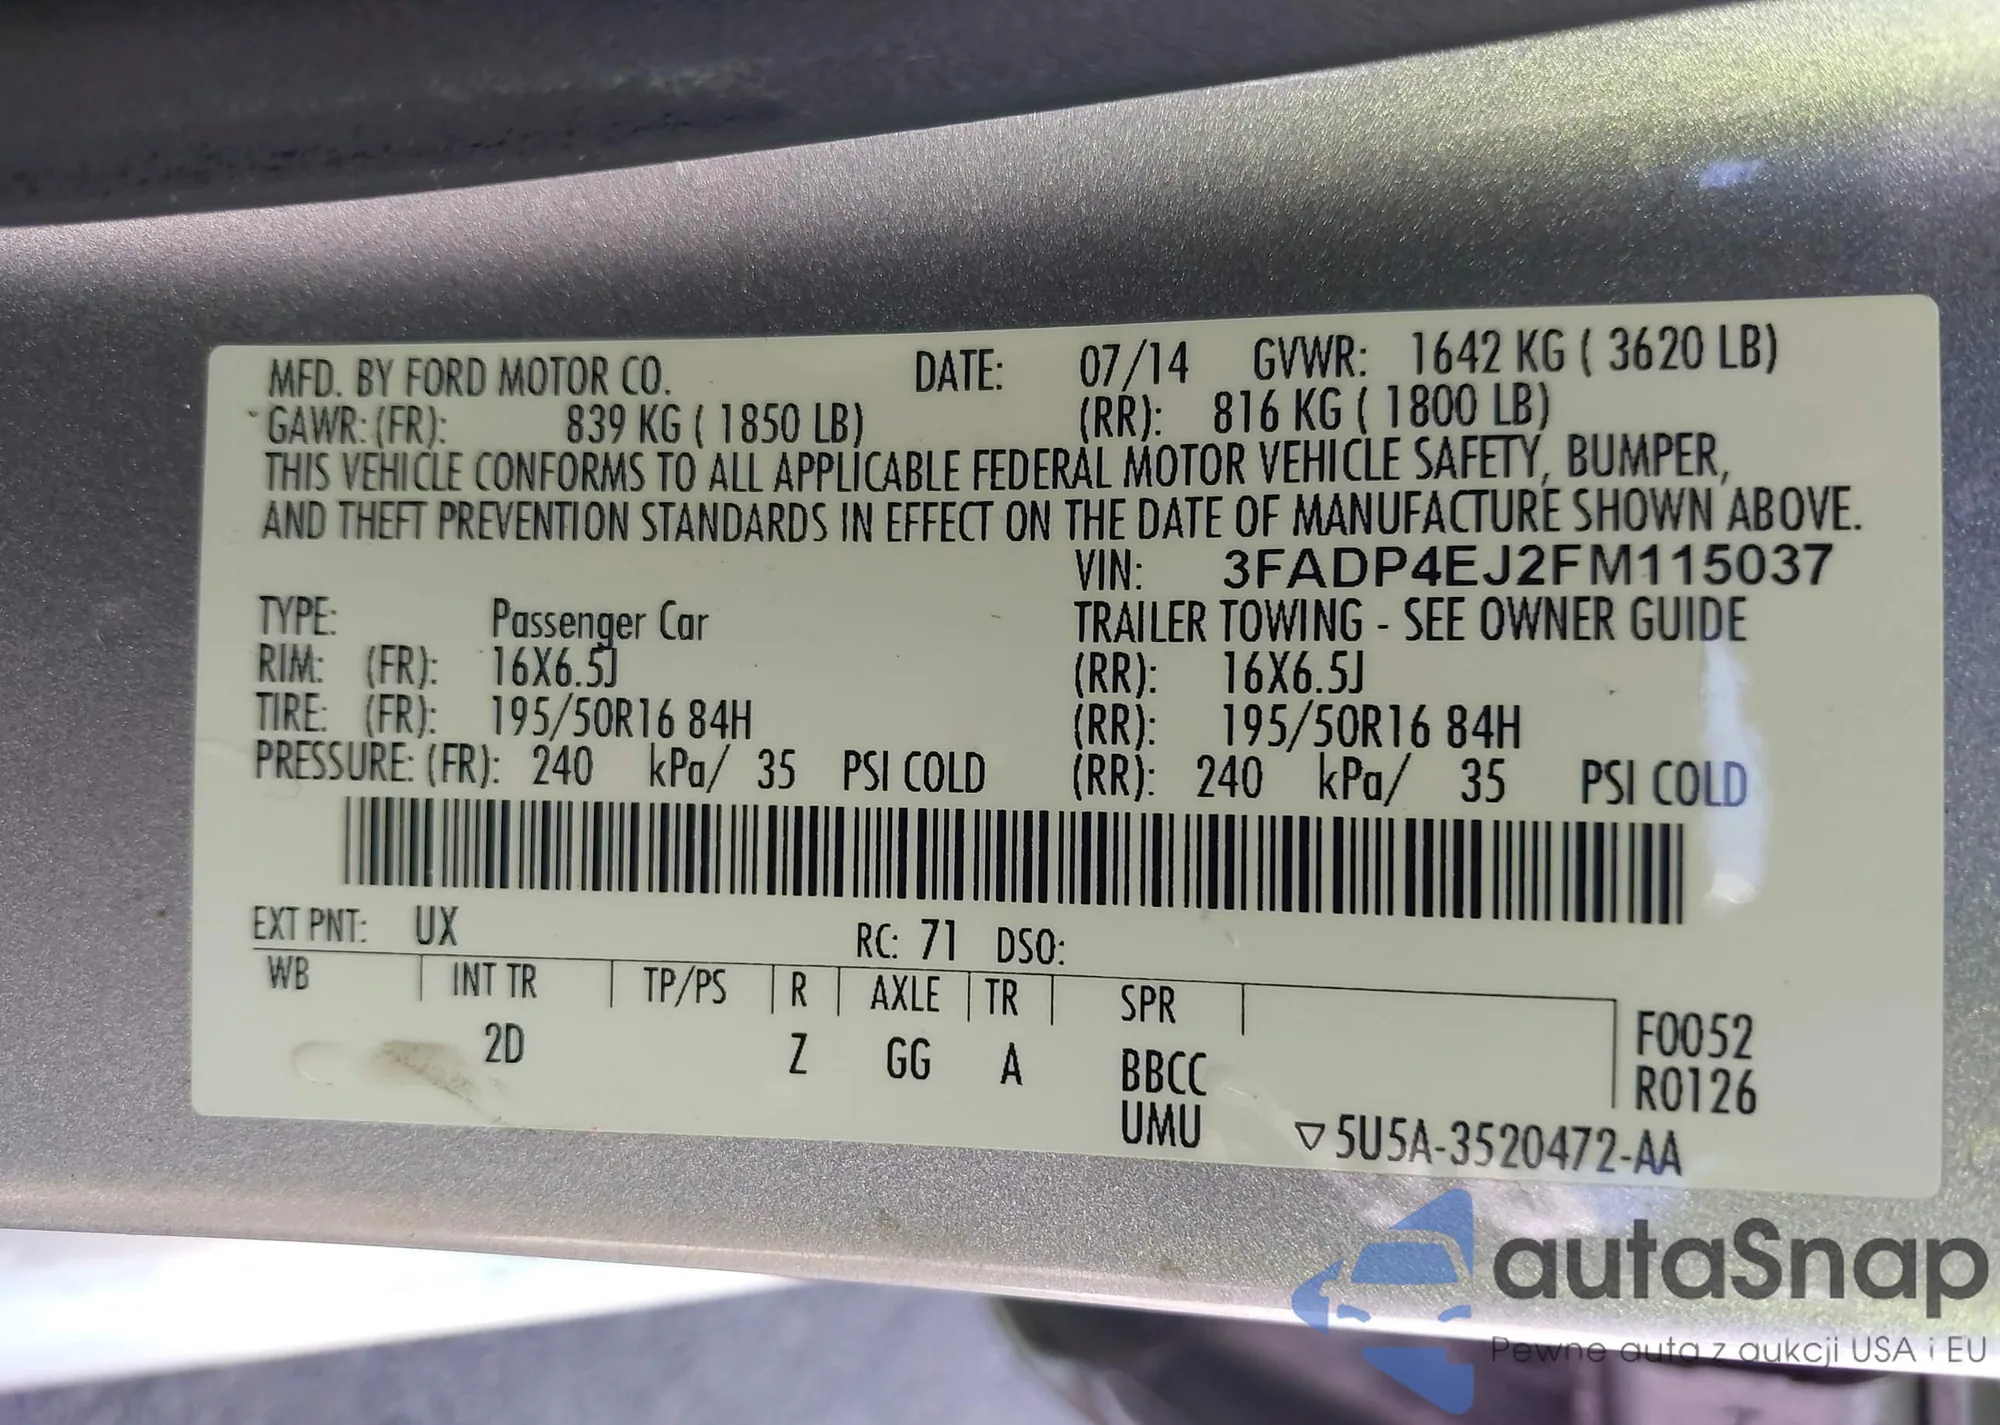 MFD. BY FORD MOTOR CO. DATE: 07/14 GVWR: 1642 KG ( 3620 LB)
GAWR: (FR): 839 KG ( 1850 LB) (RR): 816 KG ( 1800 LB)
THIS VEHICLE CONFORMS TO ALL APPLICABLE FEDERAL MOTOR VEHICLE SAFETY, BUMPER,
AND THEFT PREVENTION STANDARDS IN EFFECT ON THE DATE OF MANUFACTURE SHOWN ABOVE.
VIN: 3FADP4EJ2FM115037
TYPE: Passenger Car TRAILER TOWING - SEE OWNER GUIDE
RIM: (FR): 16X6.5J (RR): 16X6.5J
TIRE: (FR): 195/50R16 84H (RR): 195/50R16 84H
PRESSURE: (FR): 240 kPa/ 35 PSI COLD (RR): 240 kPa/ 35 PSI COLD
EXT PNT: UX RC: 71 DSO:
WB INT TR TP/PS R AXLE TR SPR
2D Z GG A BBCC
UMU
F0052
R0126
▽5U5A-3520472-AA
autaSnap
Pewne auta z aukcji USA i EU